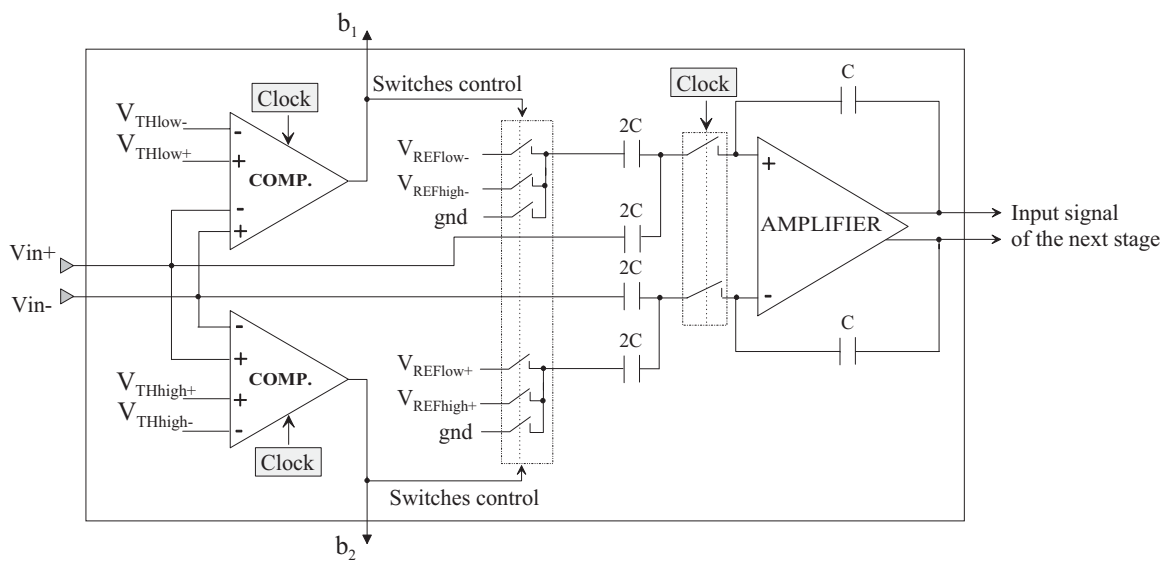 b1
Switches control
Clock
Clock
C
VTHlow-
VTHlow+
-
+
COMP.
-
+
VREFlow-
VREFhigh-
gnd
2C
2C
+
AMPLIFIER
-
Input signal
of the next stage
Vin+
Vin-
2C
2C
C
-
+
COMP.
+
-
VTHhigh+
VTHhigh-
Clock
VREFlow+
VREFhigh+
gnd
Switches control
b2